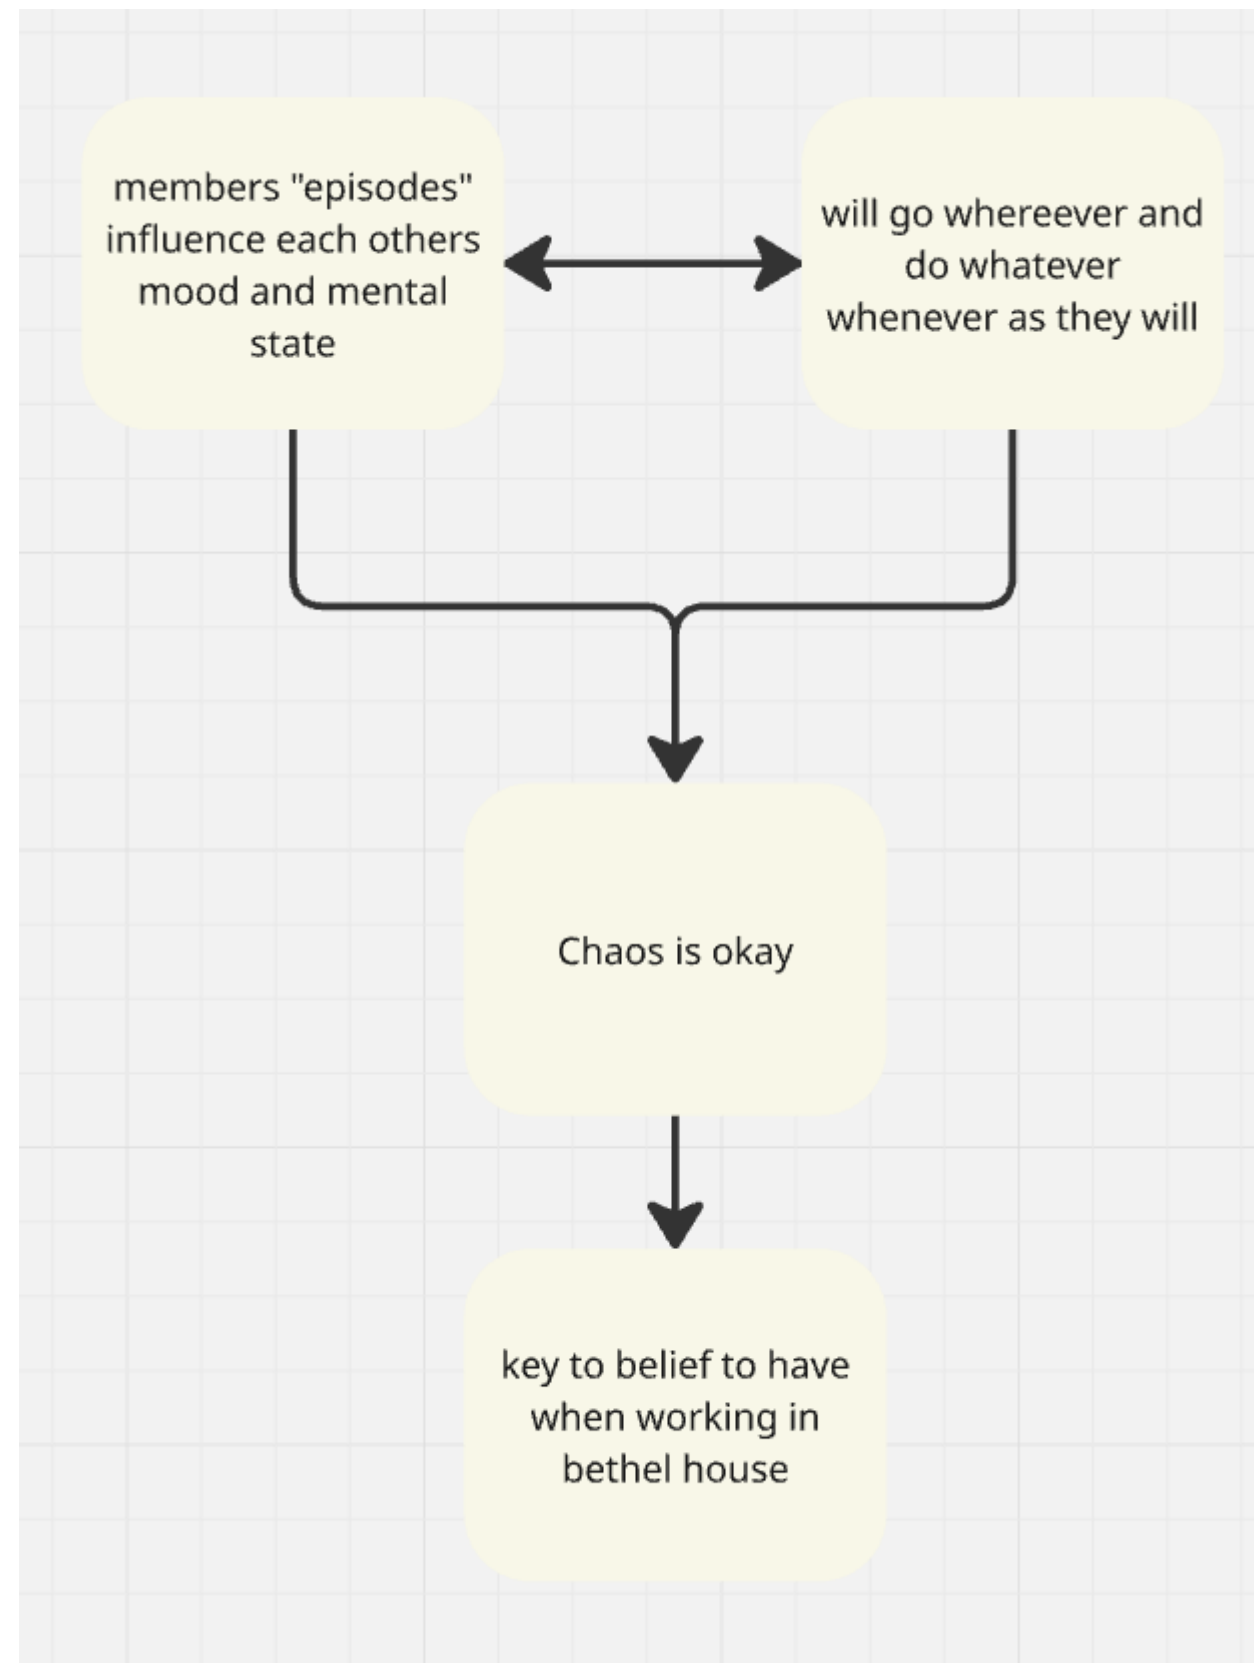 members "episodes"
influence each others
mood and mental
state
will go whereever and
do whatever
whenever as they will
Chaos is okay
key to belief to have
when working in
bethel house